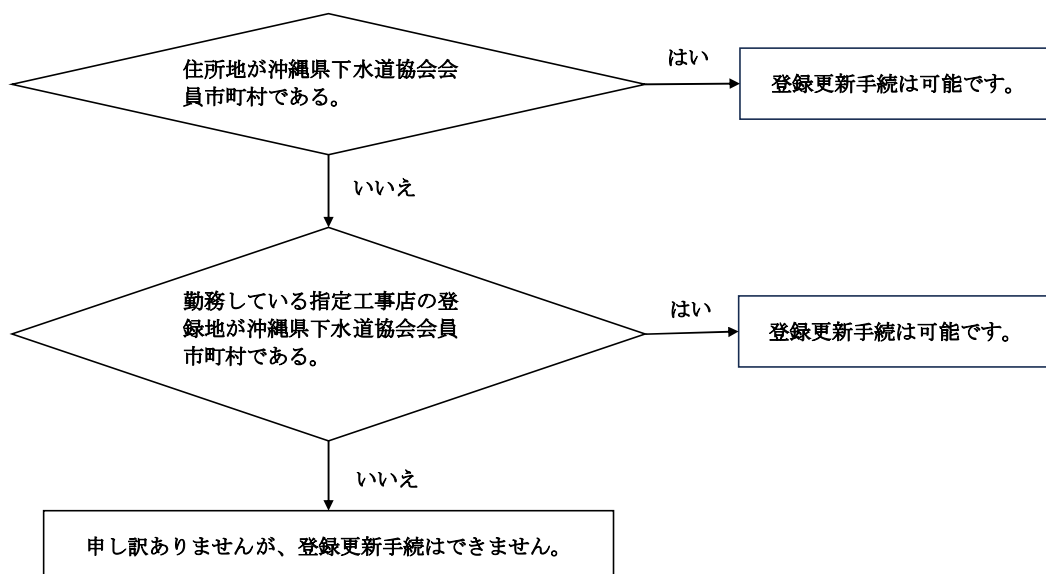 住所地が沖縄県下水道協会会
員市町村である。
はい
登録更新手続は可能です。
いいえ
勤務している指定工事店の登
録地が沖縄県下水道協会会員
市町村である。
はい
登録更新手続は可能です。
いいえ
申し訳ありませんが、登録更新手続はできません。